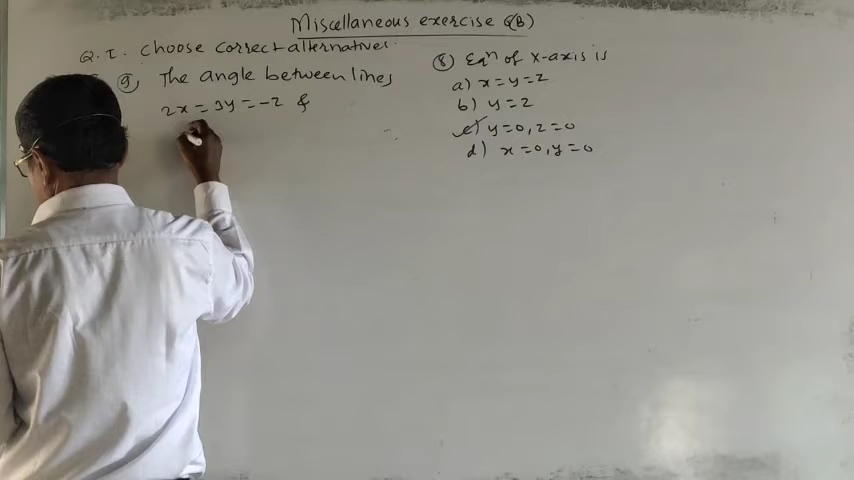 Miscellaneous exercise 6(B)
Q.I. Choose correct alternatives.
9) The angle between lines
2x = 3y = -z &
8) Eqn of x-axis is
a) x = y = z
b) y = z
c) y = 0, z = 0
d) x = 0, y = 0